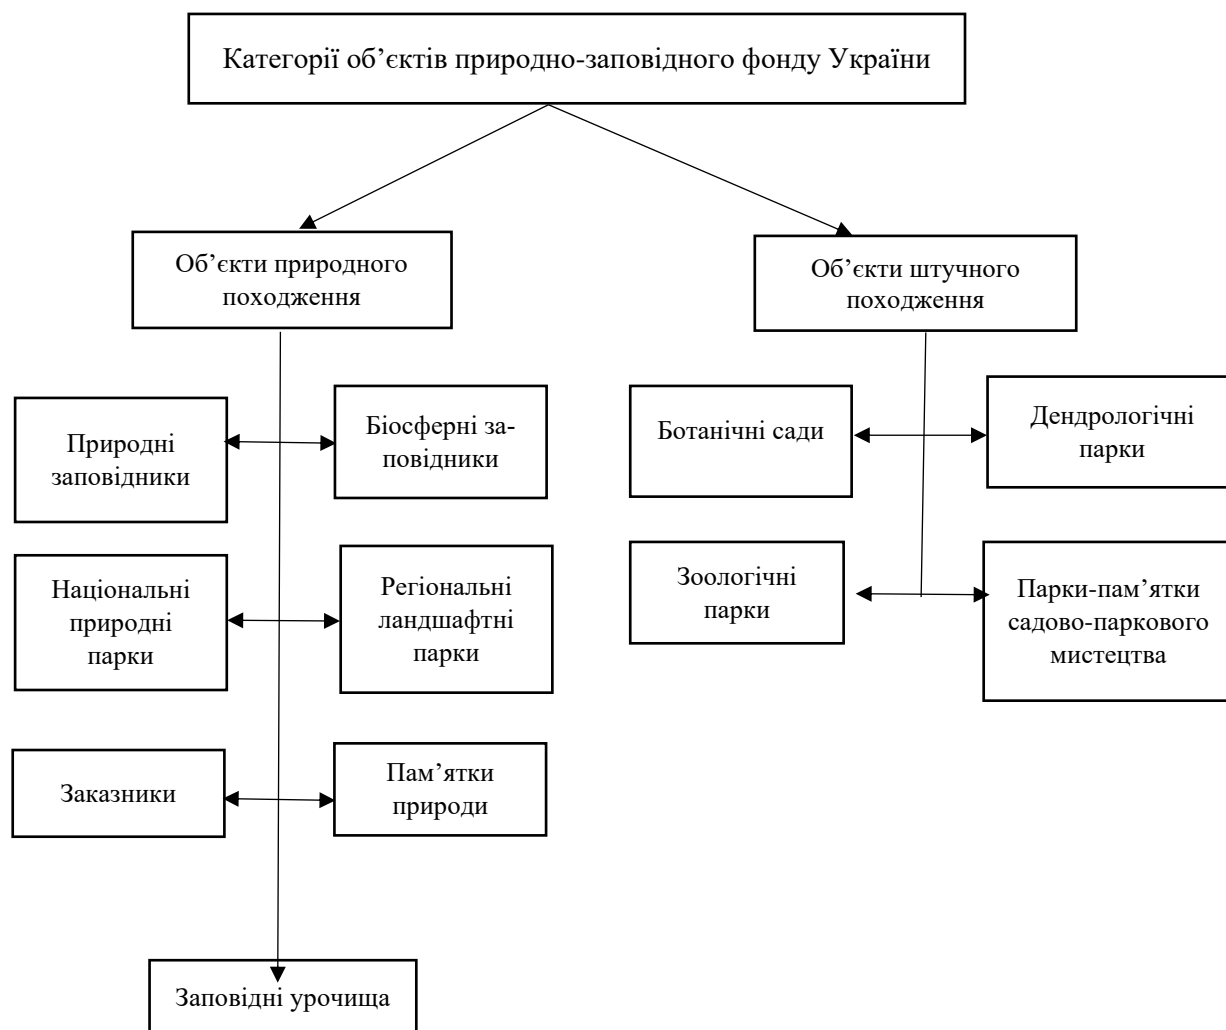 Категорії об’єктів природно-заповідного фонду України
Об’єкти природного
походження
Об’єкти штучного
походження
Природні
заповідники
Біосферні за-
повідники
Ботанічні сади
Дендрологічні
парки
Національні
природні
парки
Регіональні
ландшафтні
парки
Зоологічні
парки
Парки-пам’ятки
садово-паркового
мистецтва
Заказники
Пам’ятки
природи
Заповідні урочища